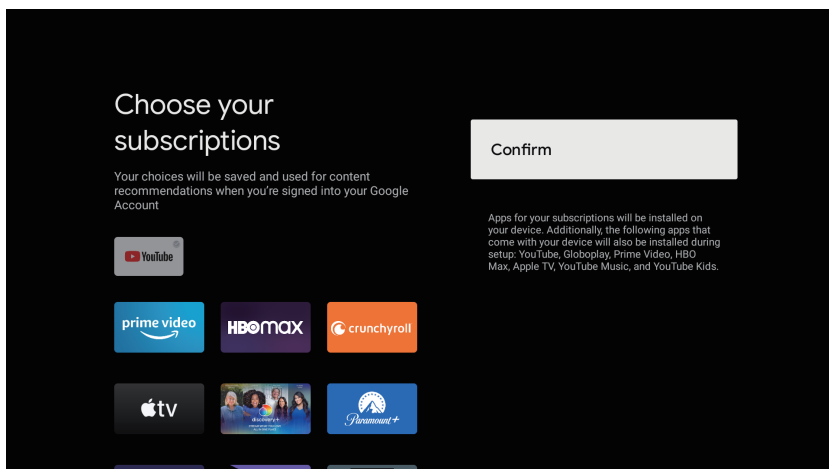 Choose your
subscriptions
Your choices will be saved and used for content
recommendations when you're signed into your Google
Account
YouTube
prime video
HBOMAX
crunchyroll
tv
discovery+
Paramount+
Confirm
Apps for your subscriptions will be installed on
your device. Additionally, the following apps that
come with your device will also be installed during
setup: YouTube, Globoplay, Prime Video, HBO
Max, Apple TV, YouTube Music, and YouTube Kids.